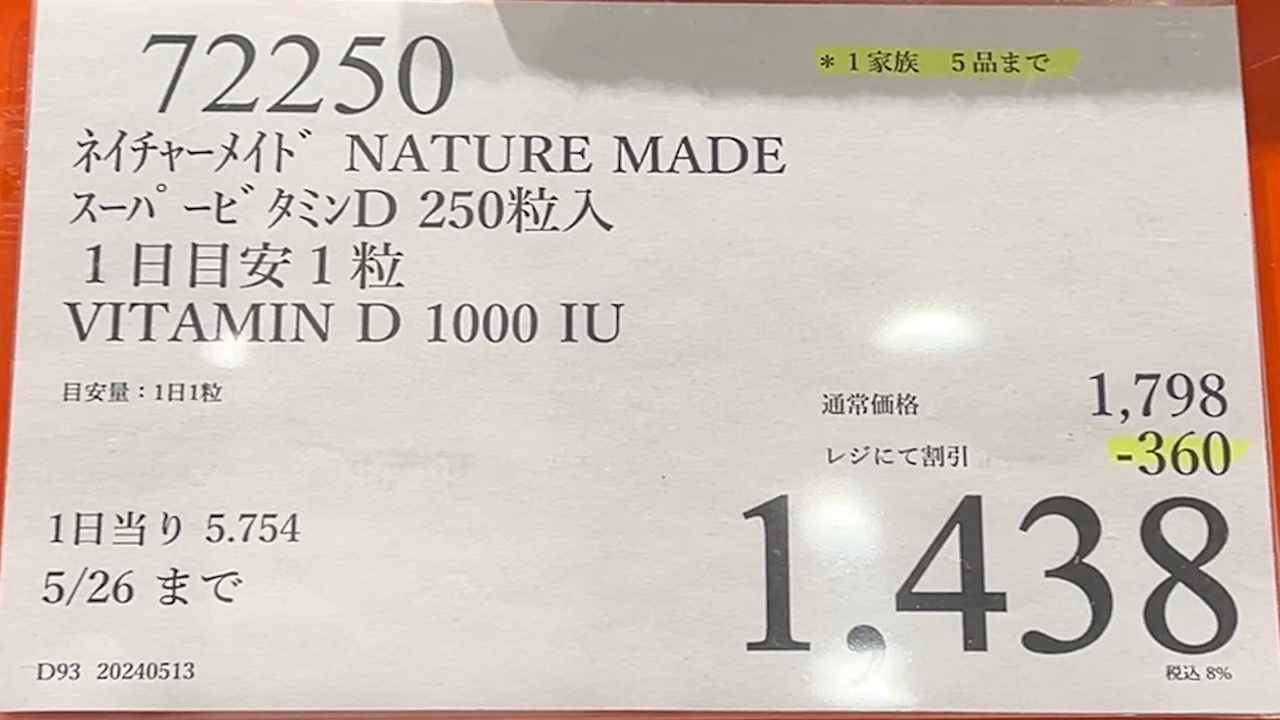 72250
＊１家族　５品まで
ﾈｲﾁｬｰﾒｲﾄﾞ NATURE MADE
ｽｰﾊﾟｰﾋﾞﾀﾐﾝD 250粒入
１日目安１粒
VITAMIN D 1000 IU
目安量：1日1粒
通常価格 1,798
レジにて割引 -360
1,438
1日当り 5.754
5/26 まで
税込 8%
D93 20240513